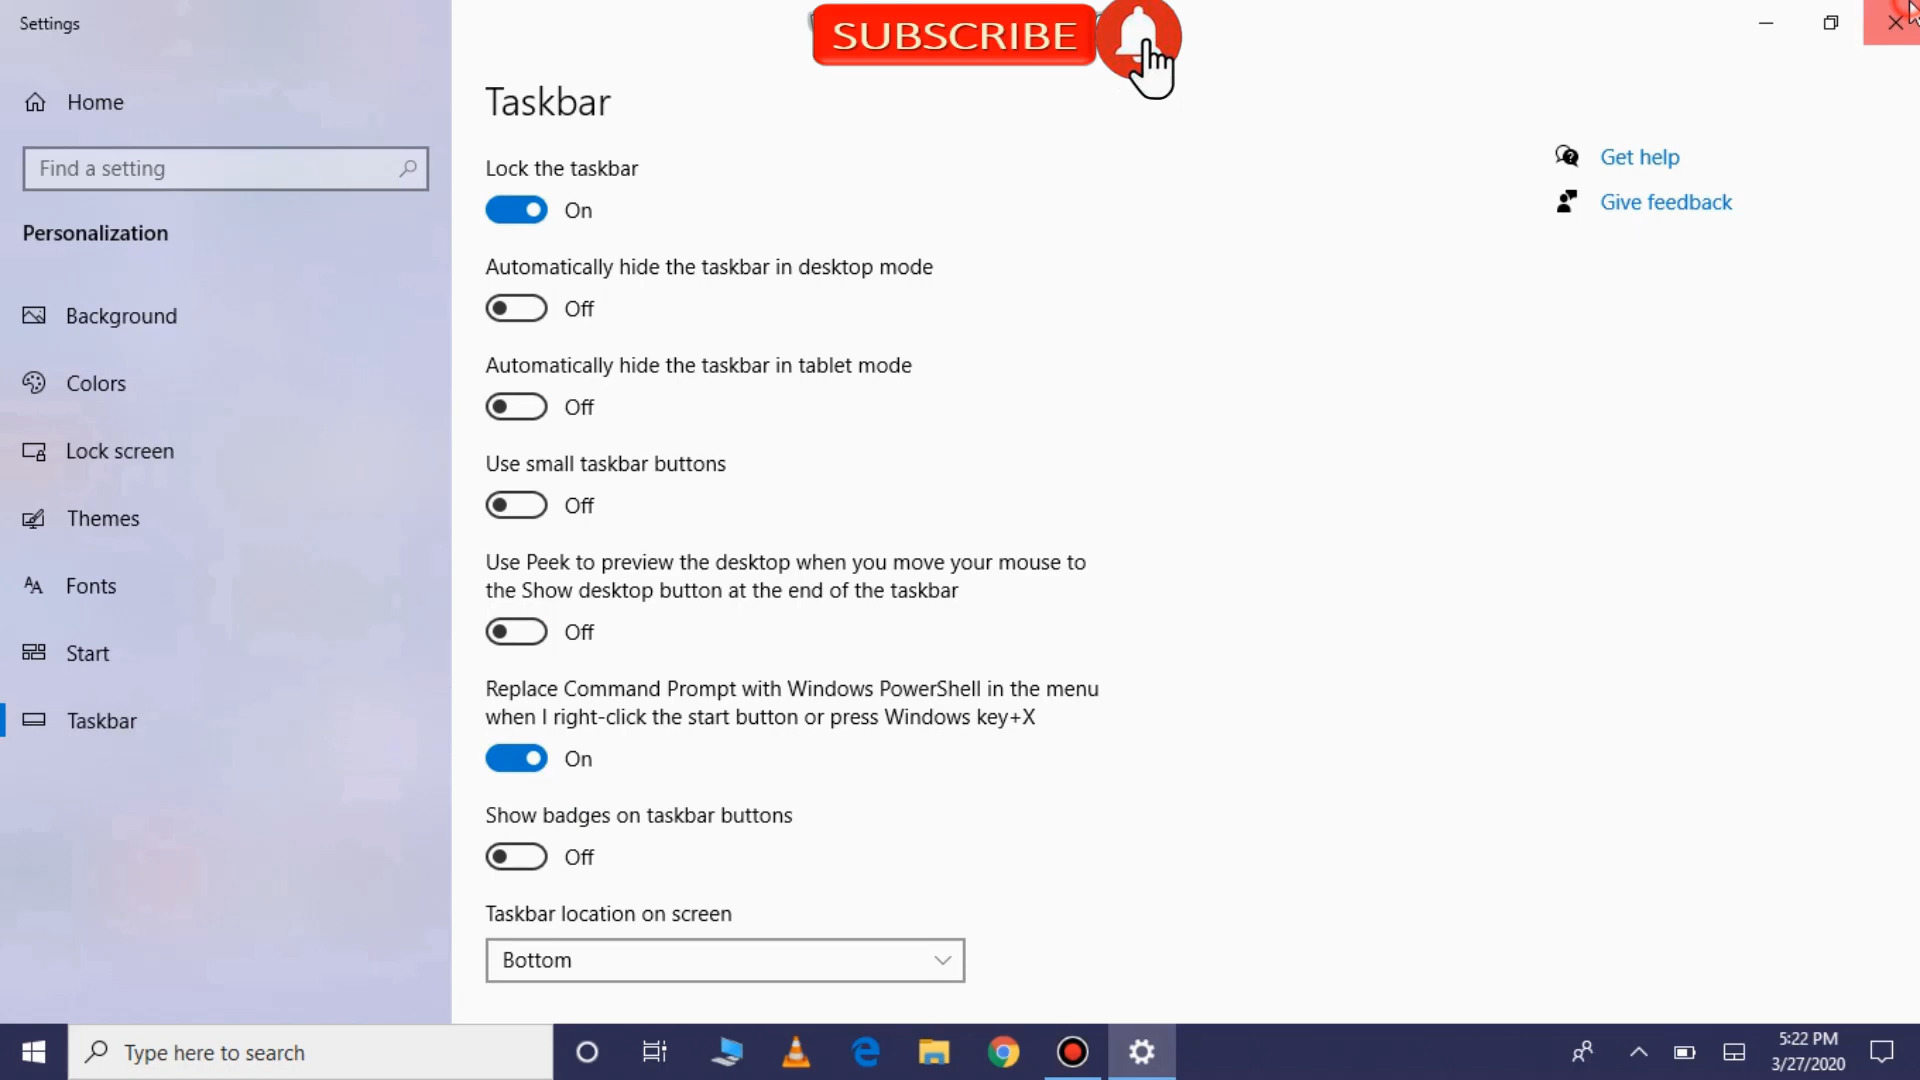 Settings
SUBSCRIBE
Home
Find a setting
Personalization
Background
Colors
Lock screen
Themes
Fonts
Start
Taskbar
Taskbar
Lock the taskbar
On
Automatically hide the taskbar in desktop mode
Off
Automatically hide the taskbar in tablet mode
Off
Use small taskbar buttons
Off
Use Peek to preview the desktop when you move your mouse to
the Show desktop button at the end of the taskbar
Off
Replace Command Prompt with Windows PowerShell in the menu
when I right-click the start button or press Windows key+X
On
Show badges on taskbar buttons
Off
Taskbar location on screen
Bottom
Get help
Give feedback
Type here to search
5:22 PM
3/27/2020